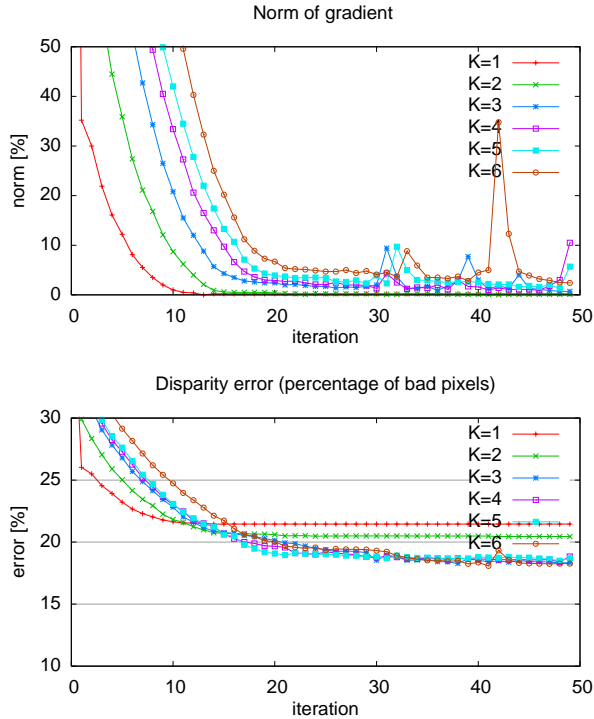 Norm of gradient
50
40
30
20
10
0
norm [%]
K=1
K=2
K=3
K=4
K=5
K=6
0
10
20
30
40
50
iteration
Disparity error (percentage of bad pixels)
30
25
20
15
10
error [%]
K=1
K=2
K=3
K=4
K=5
K=6
0
10
20
30
40
50
iteration